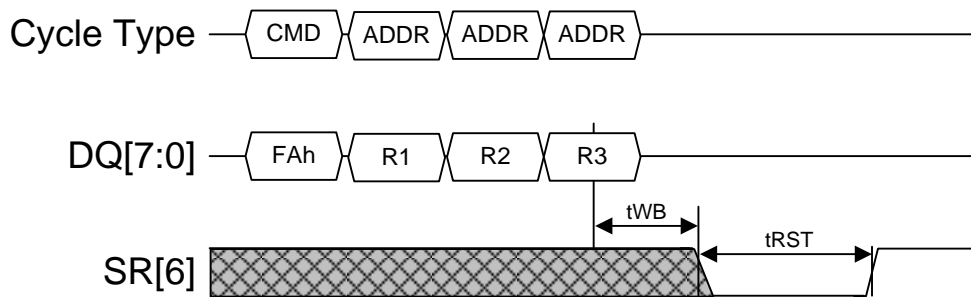 Cycle Type CMD ADDR ADDR ADDR
DQ[7:0] FAh R1 R2 R3
tWB
tRST
SR[6]